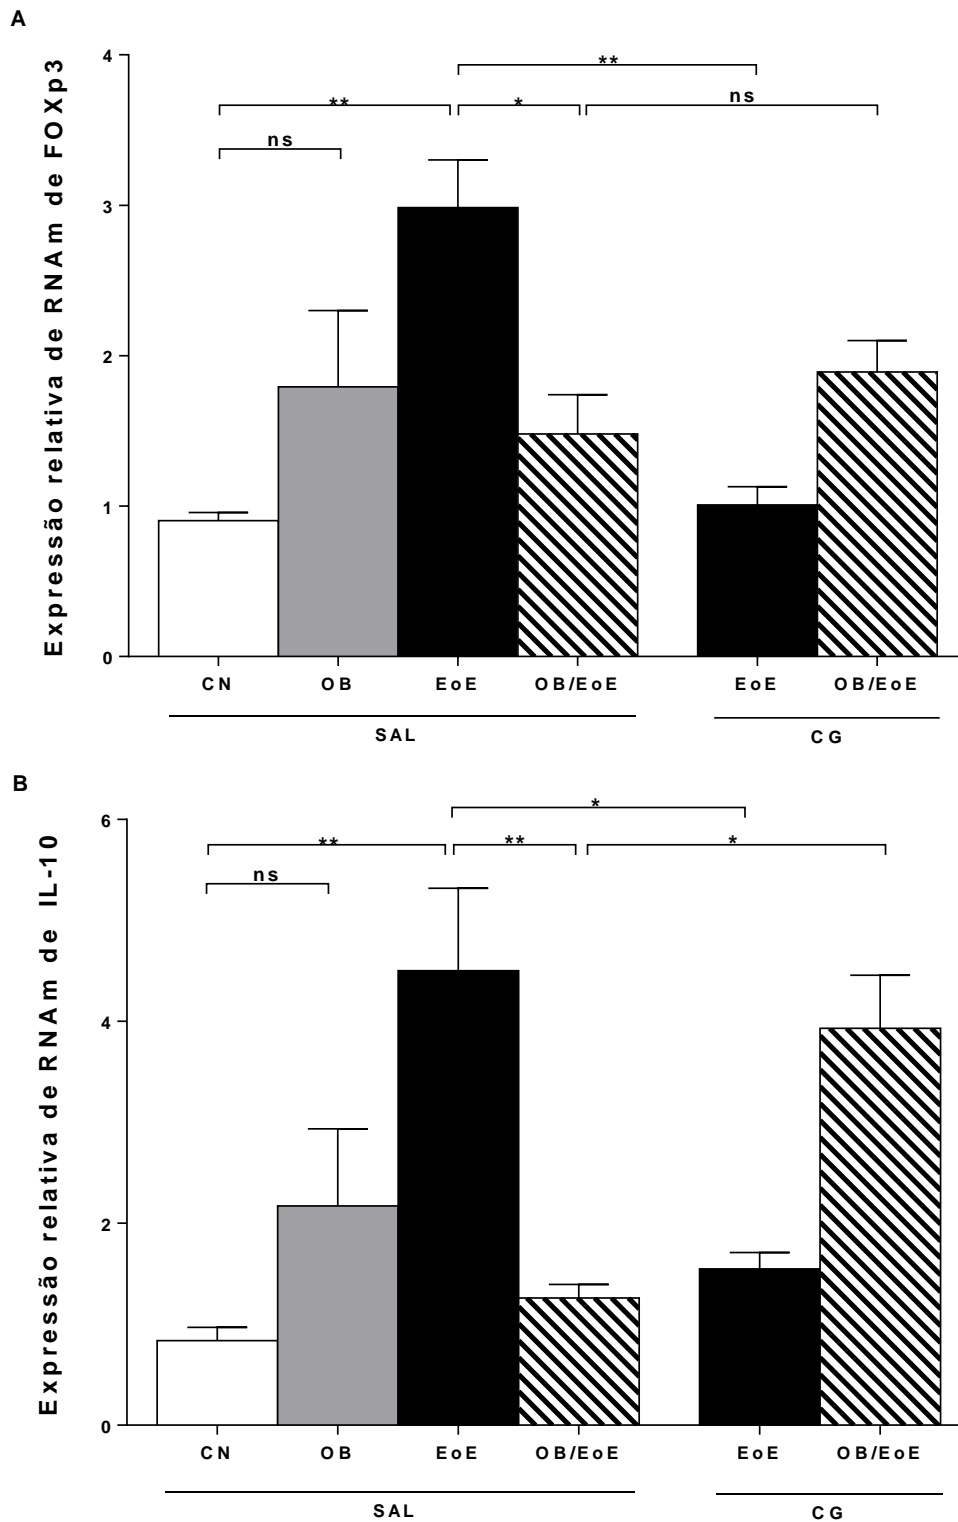 A
Expressão relativa de RNAm de FOXp3
4
3
2
1
0
**
** * ns
ns
CN OB EoE OB/EoE EoE OB/EoE
SAL CG
B
Expressão relativa de RNAm de IL-10
6
4
2
0
*
** ** *
ns
CN OB EoE OB/EoE EoE OB/EoE
SAL CG